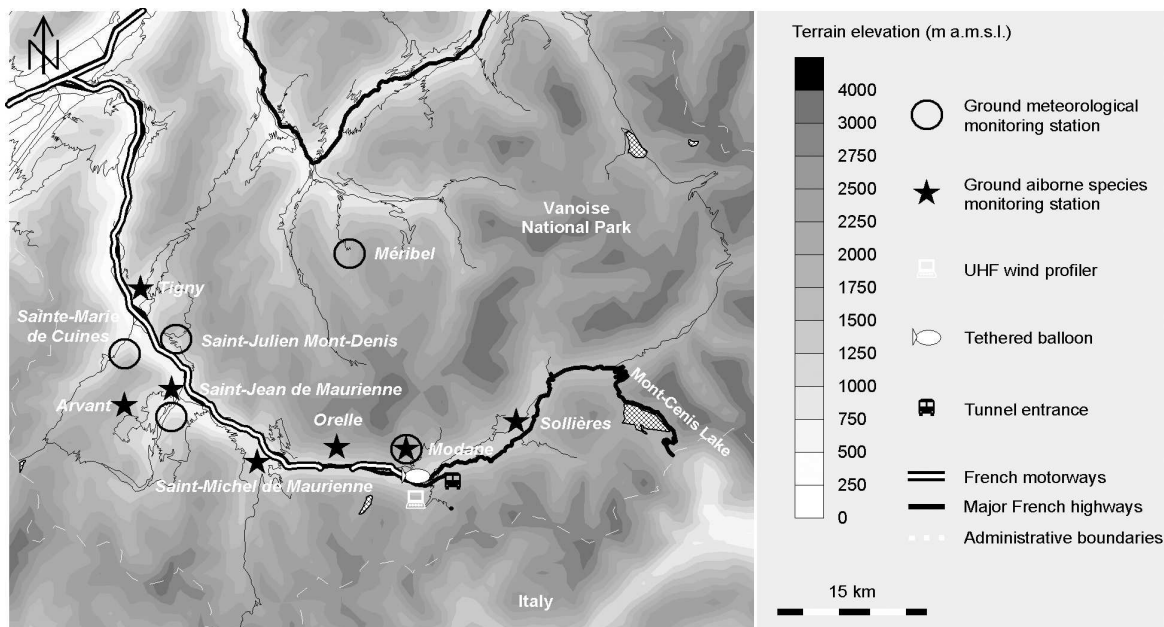 N
Vanoise
National Park
Méribel
Tigny
Sainte-Marie
de Cuines
Saint-Julien Mont-Denis
Saint-Jean de Maurienne
Arvant
Orelle
Modane
Sollières
Mont-Cenis Lake
Saint-Michel de Maurienne
Italy
Terrain elevation (m a.m.s.l.)
4000
3000
2750
2500
2250
2000
1750
1500
1250
1000
750
500
250
0
Ground meteorological
monitoring station
Ground aiborne species
monitoring station
UHF wind profiler
Tethered balloon
Tunnel entrance
French motorways
Major French highways
Administrative boundaries
15 km